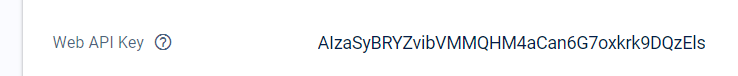 Web API Key
AIzaSyBRYZvibVMMQHM4aCan6G7oxkrk9DQzEls